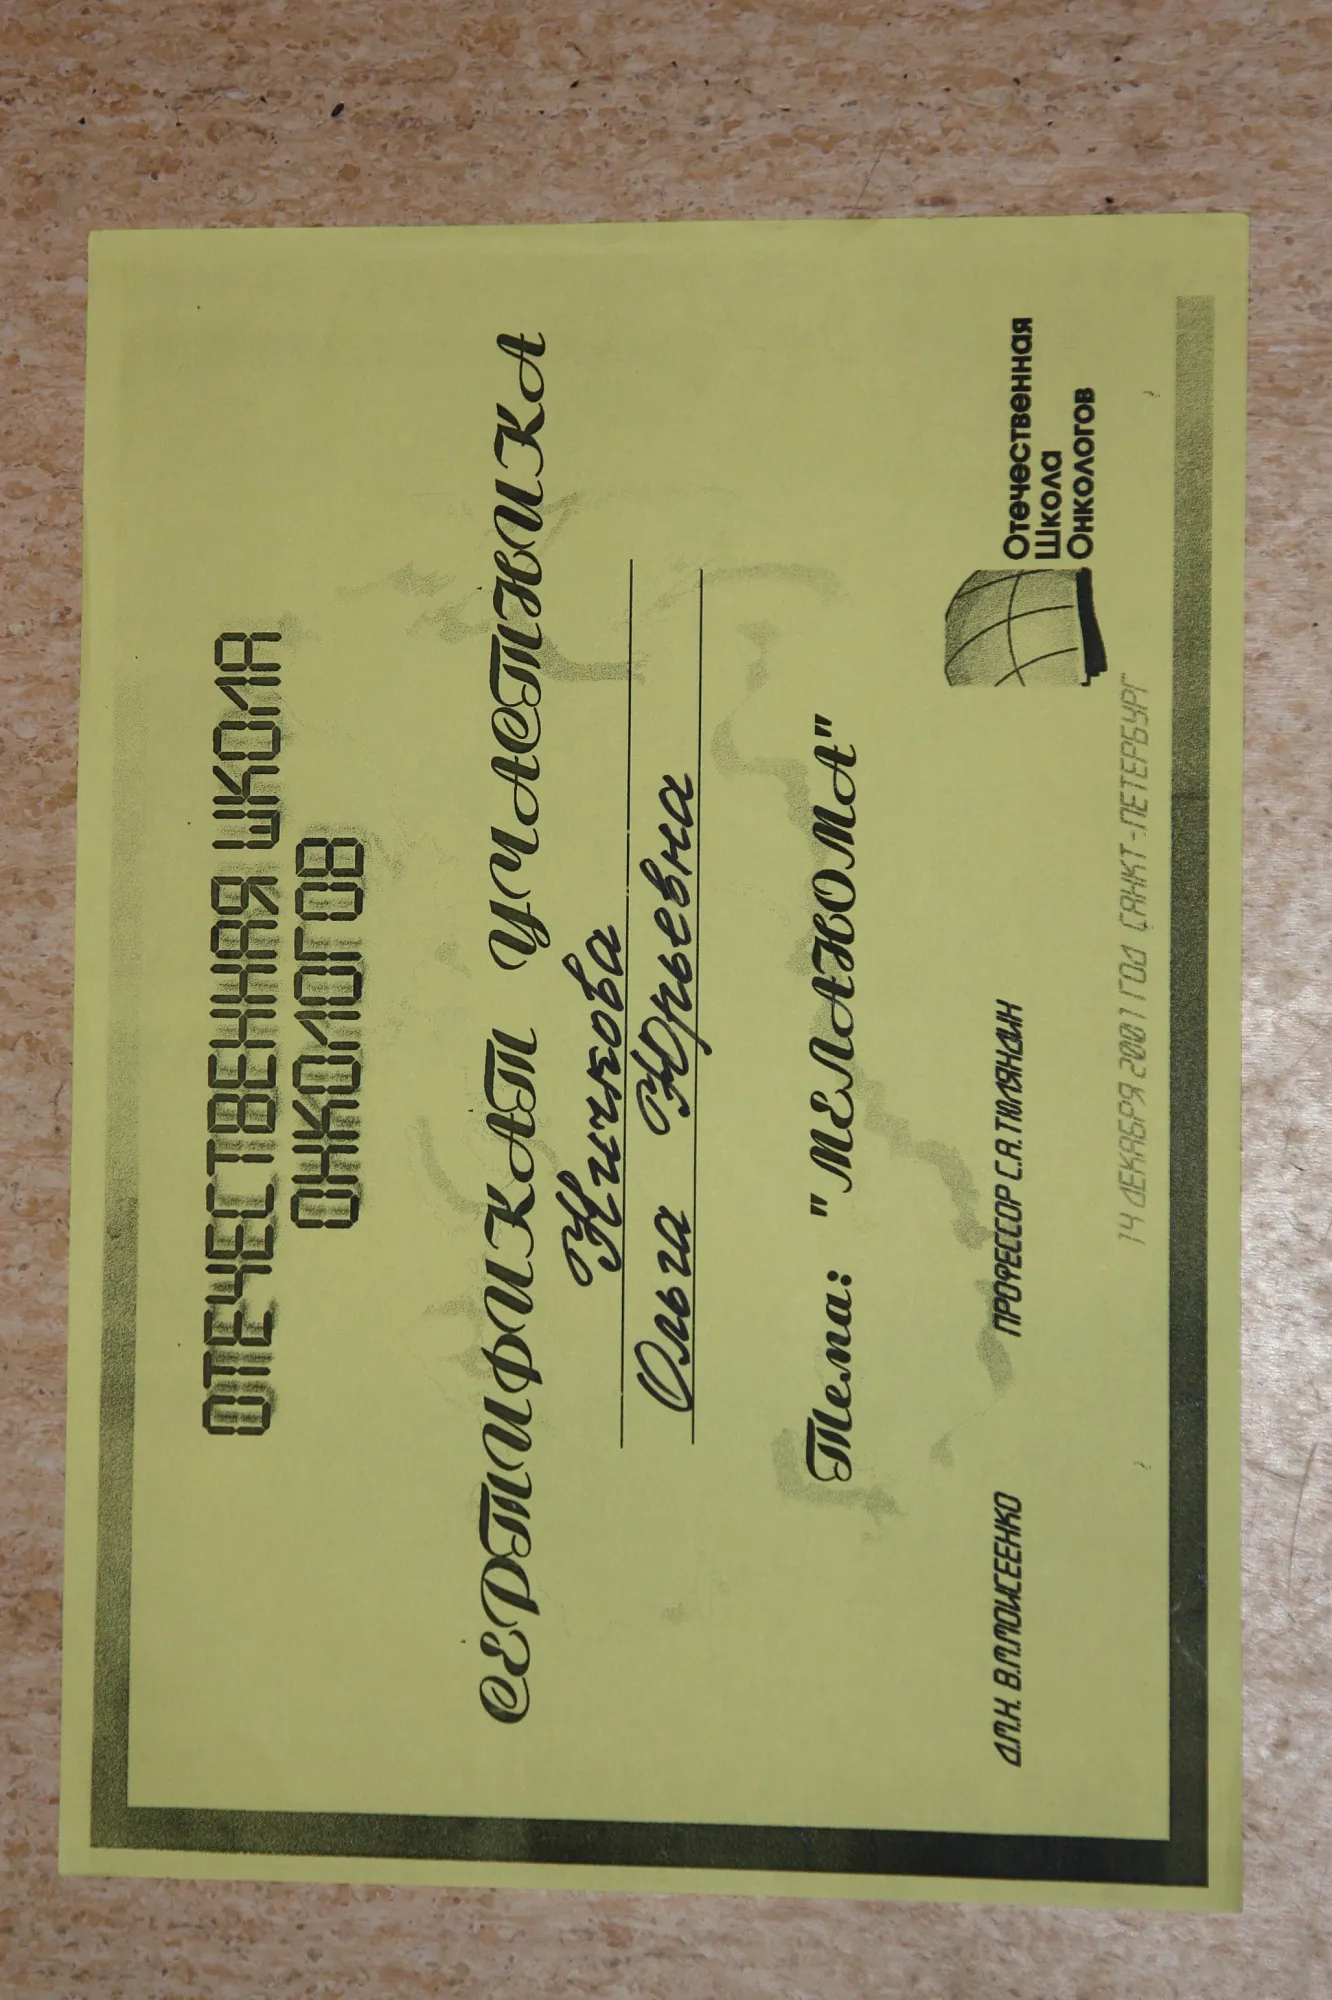 ОТЕЧЕСТВЕННАЯ ШКОЛА
ОНКОЛОГОВ
СЕРТИФИКАТ УЧАСТНИКА
Ничкова
Ольга Юрьевна
Тема: "МЕЛАНОМА"
Д.М.Н. В.М.МОИСЕЕНКО ПРОФЕССОР С.А.ТЮЛЯНДИН
Отечественная
Школа
Онкологов
14 ДЕКАБРЯ 2001 ГОД САНКТ-ПЕТЕРБУРГ